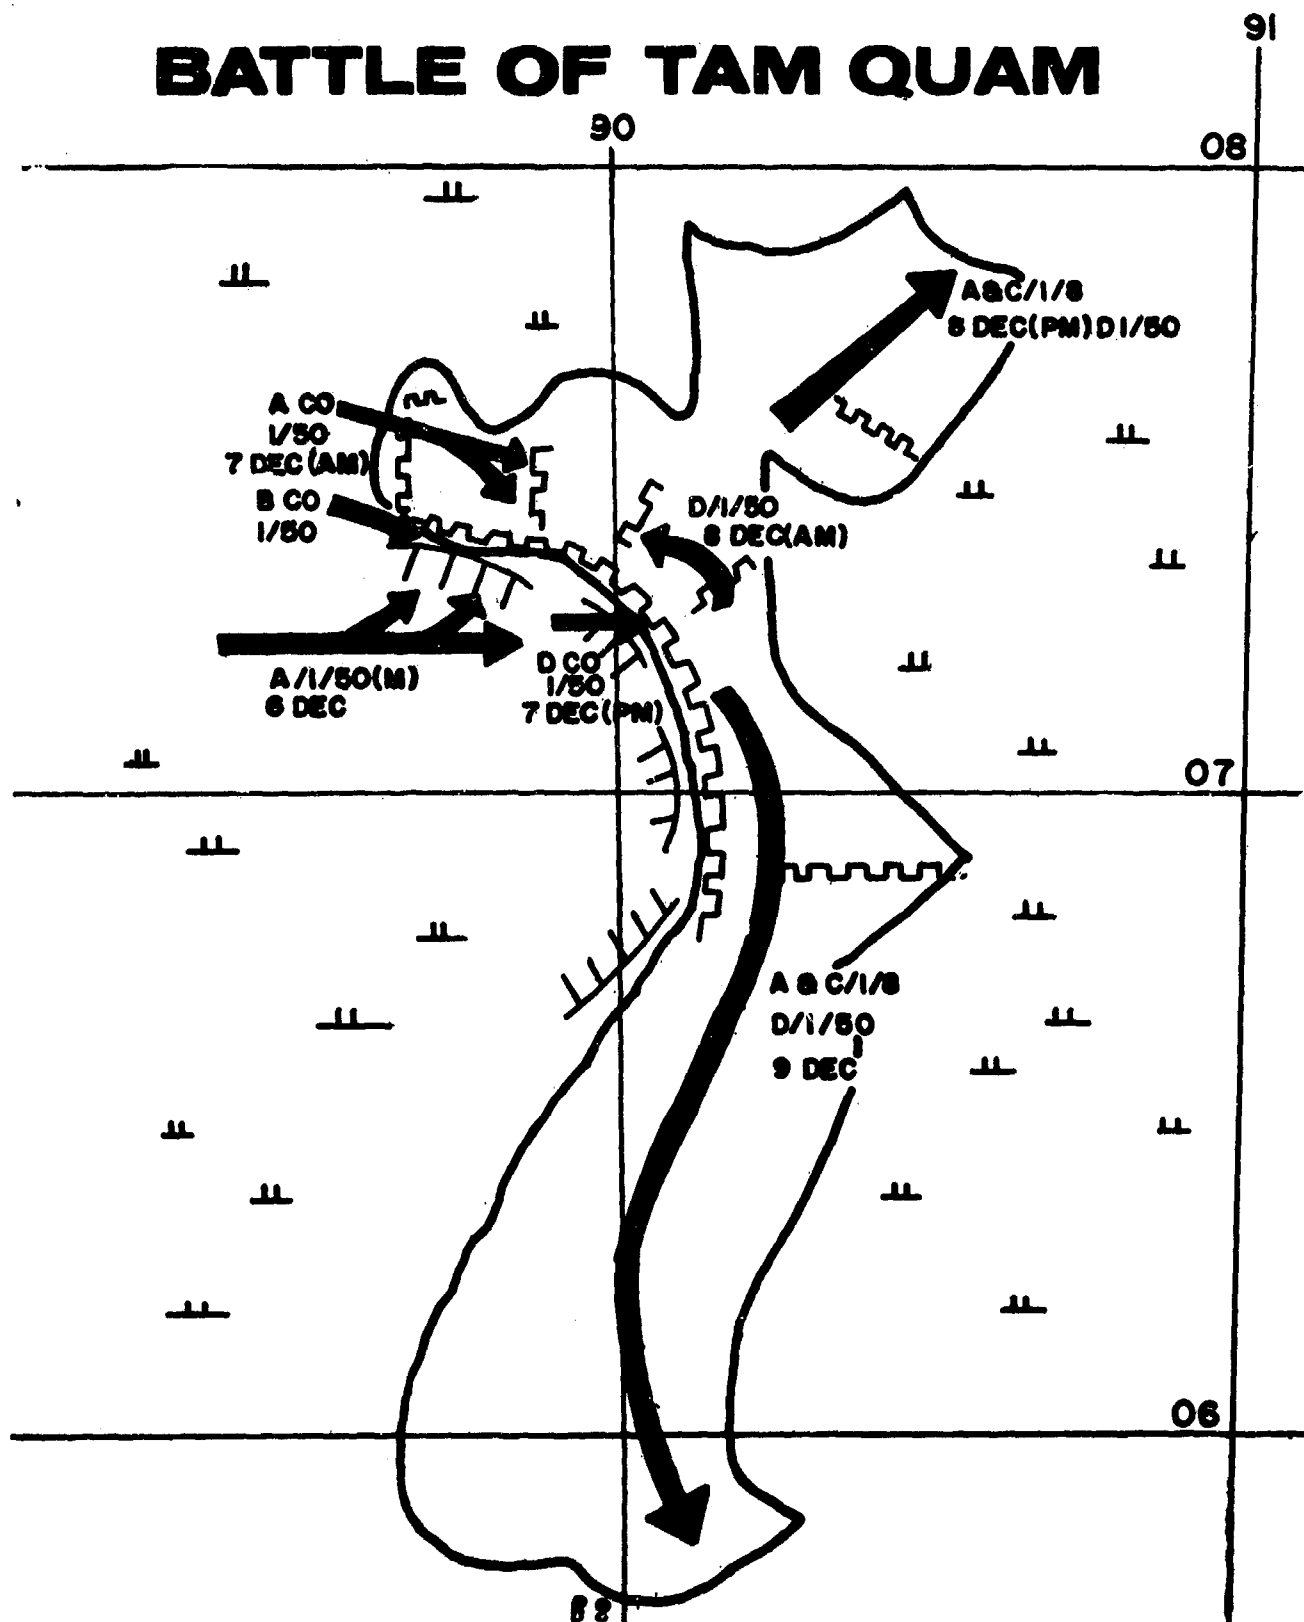 91
BATTLE OF TAM QUAM
90
08
A&C/1/8
8 DEC(PM) D1/50
A CO
1/50
7 DEC(AM)
B CO
1/50
D/1/50
8 DEC(AM)
A/1/50(M)
6 DEC
D CO
1/50
7 DEC(PM)
07
A & C/1/8
D/1/50
9 DEC
06